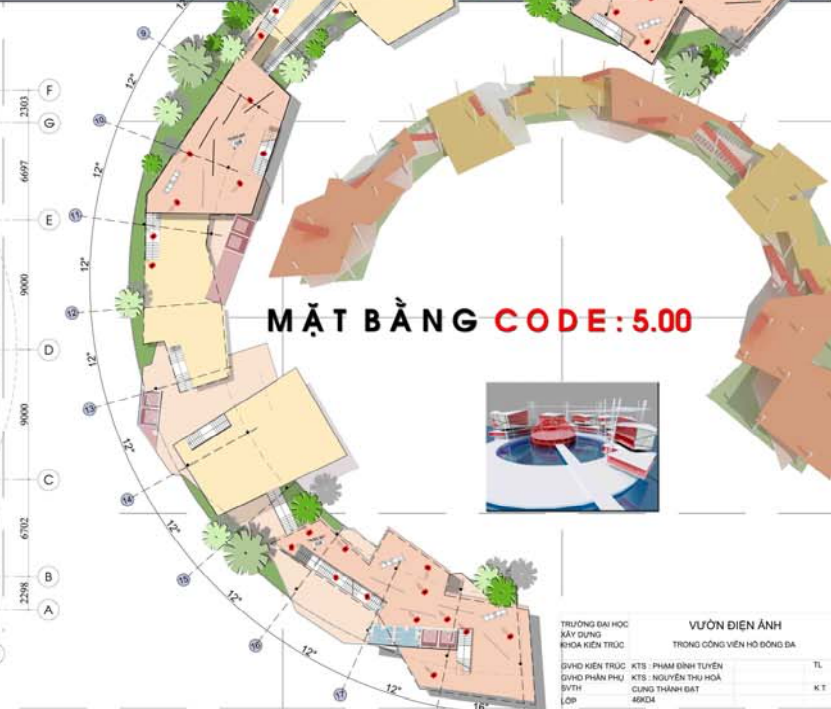 9
12°
F
2303
G
10
12°
6697
E
11
12°
9000
12
D
12°
13
9000
12°
C
14
12°
6702
15
B
12°
2298
A
16
12°
17
12°
16°
MẶT BẰNG CODE : 5.00
TRƯỜNG ĐẠI HỌC
XÂY DỰNG
KHOA KIẾN TRÚC
VƯỜN ĐIỆN ẢNH
TRONG CÔNG VIÊN HỒ ĐỐNG ĐA
GVHD KIẾN TRÚC KTS : PHẠM ĐÌNH TUYỂN TL
GVHD PHẦN PHỤ KTS : NGUYỄN THU HOÀ
SVTH CUNG THÀNH ĐẠT K T
LỚP 46KD4